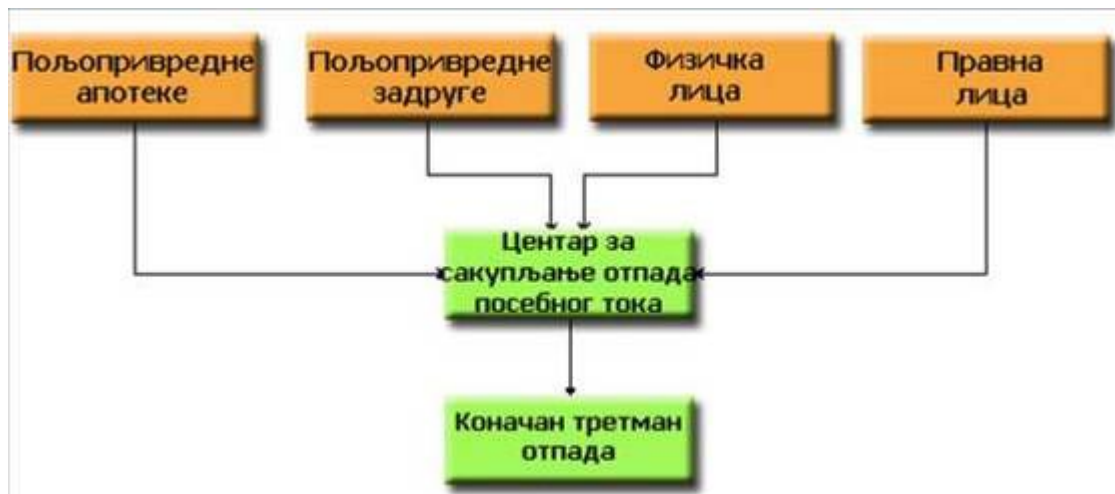 Пољопривредне
апотеке
Пољопривредне
задруге
Физичка
лица
Правна
лица
Центар за
сакупљање отпада
посебног тока
Коначан третман
отпада